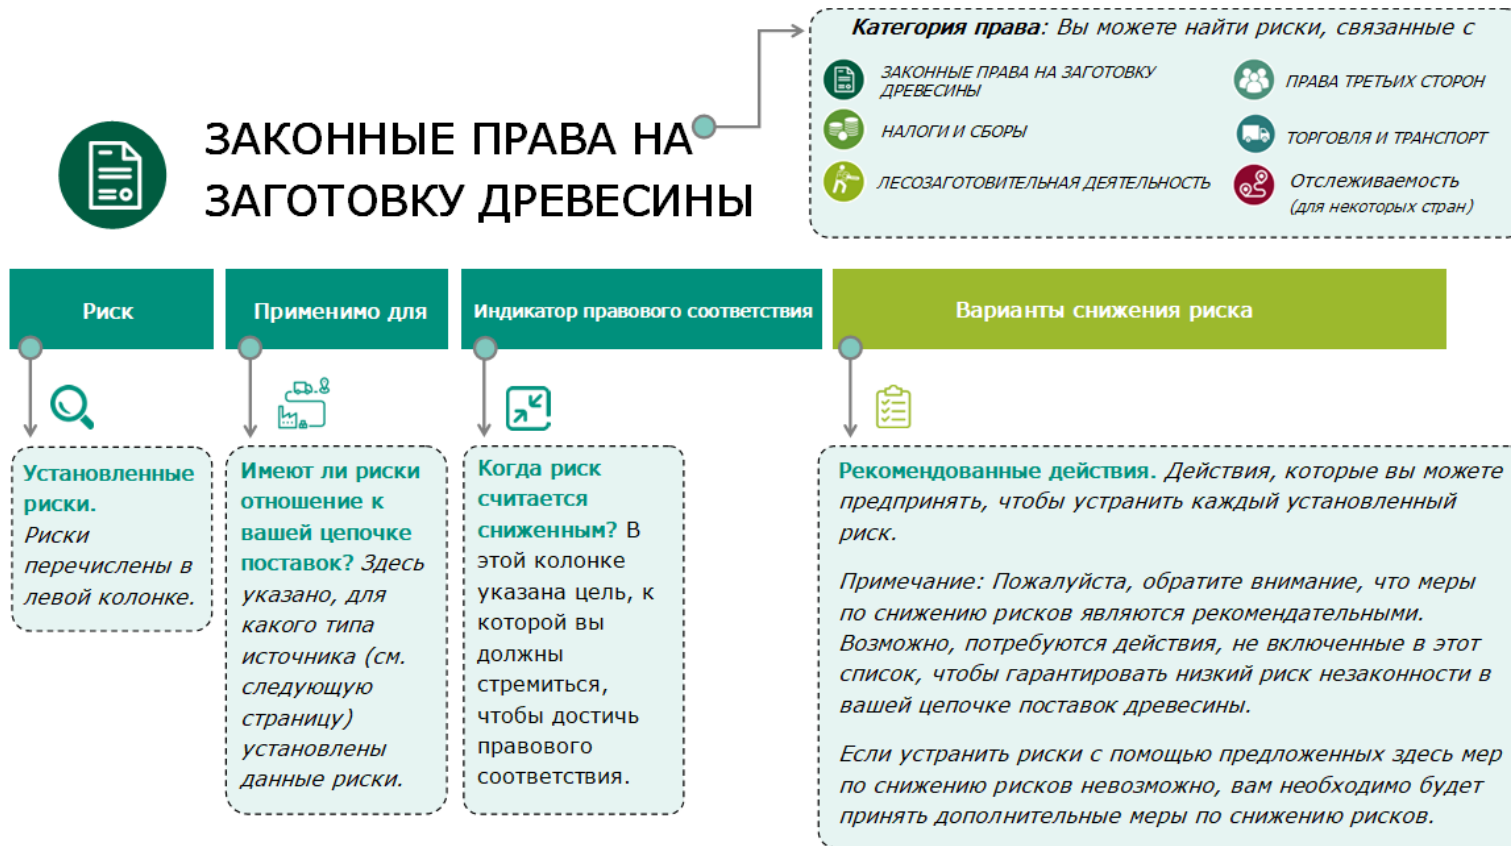 Категория права: Вы можете найти риски, связанные с
ЗАКОННЫЕ ПРАВА НА ЗАГОТОВКУ
ДРЕВЕСИНЫ
ПРАВА ТРЕТЬИХ СТОРОН
НАЛОГИ И СБОРЫ
ТОРГОВЛЯ И ТРАНСПОРТ
ЛЕСОЗАГОТОВИТЕЛЬНАЯ ДЕЯТЕЛЬНОСТЬ
Отслеживаемость
(для некоторых стран)
ЗАКОННЫЕ ПРАВА НА
ЗАГОТОВКУ ДРЕВЕСИНЫ
Риск
Применимо для
Индикатор правового соответствия
Варианты снижения риска
Установленные
риски.
Риски
перечислены в
левой колонке.
Имеют ли риски
отношение к
вашей цепочке
поставок? Здесь
указано, для
какого типа
источника (см.
следующую
страницу)
установлены
данные риски.
Когда риск
считается
сниженным? В
этой колонке
указана цель, к
которой вы
должны
стремиться,
чтобы достичь
правового
соответствия.
Рекомендованные действия. Действия, которые вы можете
предпринять, чтобы устранить каждый установленный
риск.
Примечание: Пожалуйста, обратите внимание, что меры
по снижению рисков являются рекомендательными.
Возможно, потребуются действия, не включенные в этот
список, чтобы гарантировать низкий риск незаконности в
вашей цепочке поставок древесины.
Если устранить риски с помощью предложенных здесь мер
по снижению рисков невозможно, вам необходимо будет
принять дополнительные меры по снижению рисков.